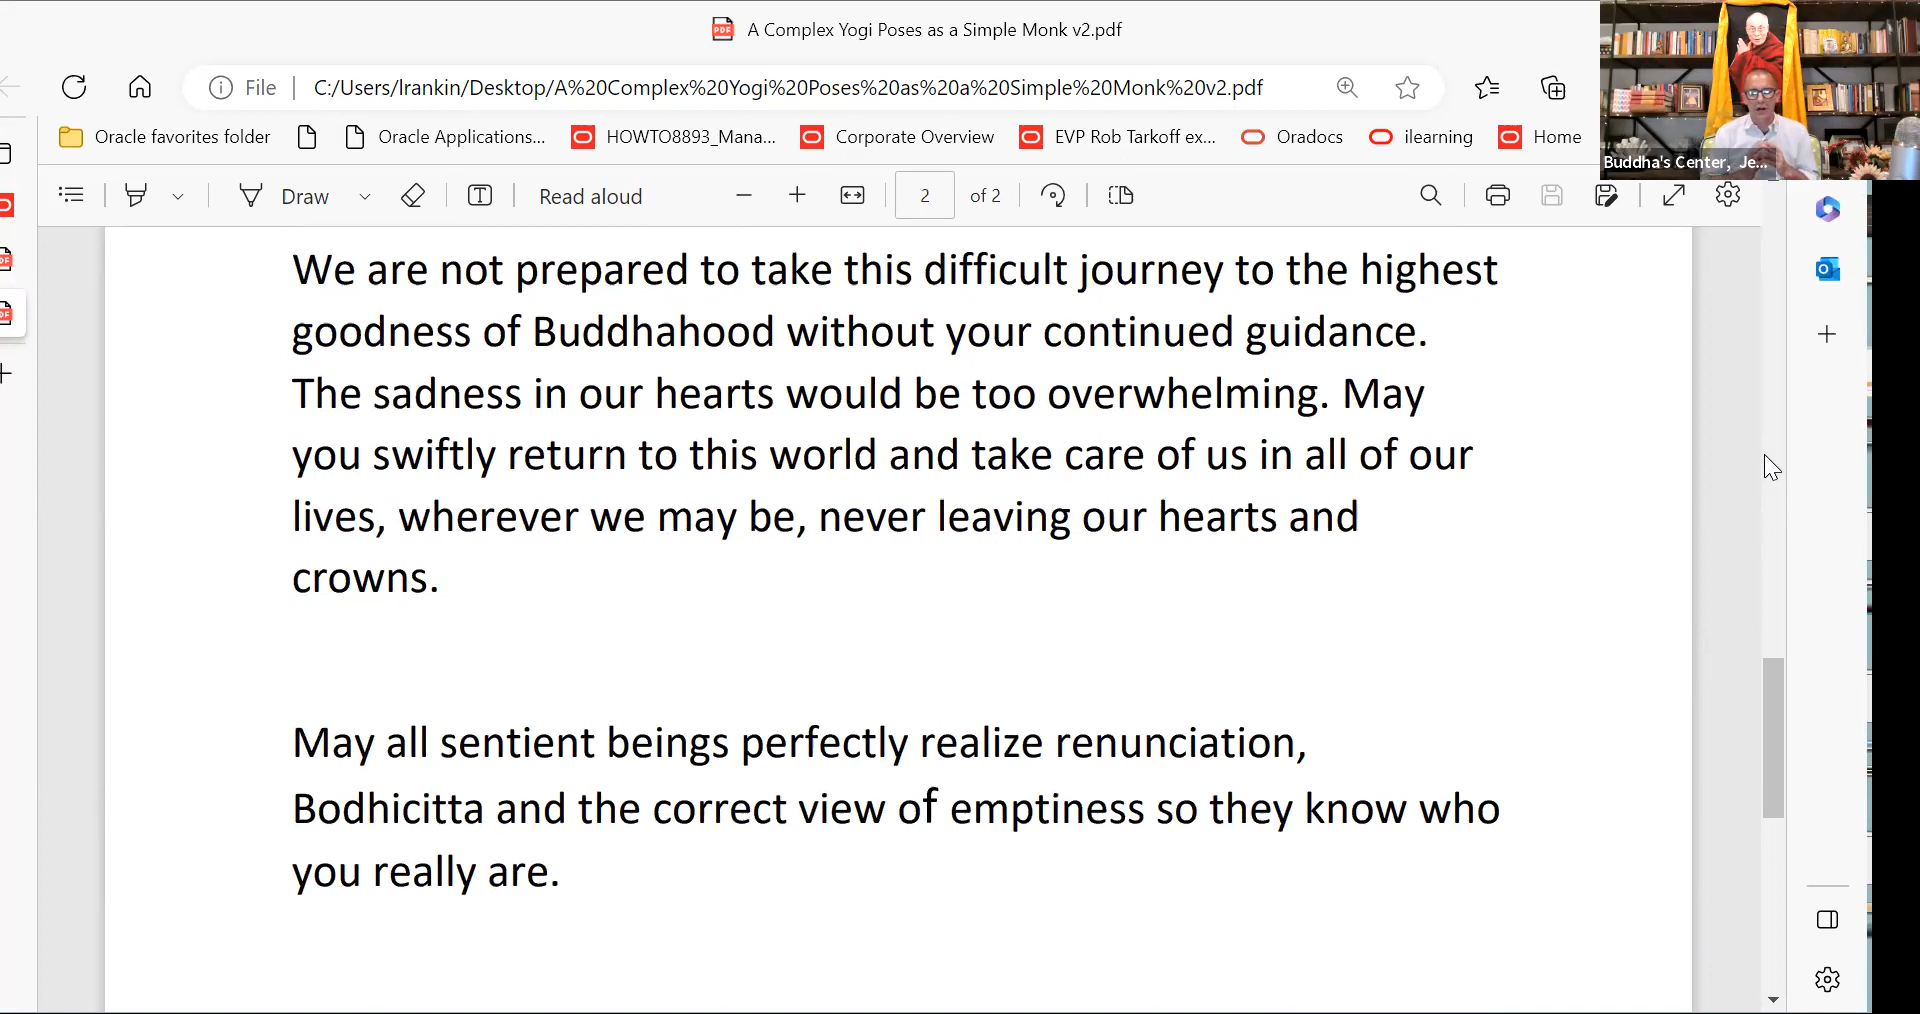 A Complex Yogi Poses as a Simple Monk v2.pdf
File
C:/Users/lrankin/Desktop/A%20Complex%20Yogi%20Poses%20as%20a%20Simple%20Monk%20v2.pdf
Oracle favorites folder
Oracle Applications...
HOWTO8893_Mana...
Corporate Overview
EVP Rob Tarkoff ex...
Oradocs
ilearning
Home
Buddha's Center, Je...
Draw
Read aloud
2
of 2
We are not prepared to take this difficult journey to the highest
goodness of Buddhahood without your continued guidance.
The sadness in our hearts would be too overwhelming. May
you swiftly return to this world and take care of us in all of our
lives, wherever we may be, never leaving our hearts and
crowns.
May all sentient beings perfectly realize renunciation,
Bodhicitta and the correct view of emptiness so they know who
you really are.